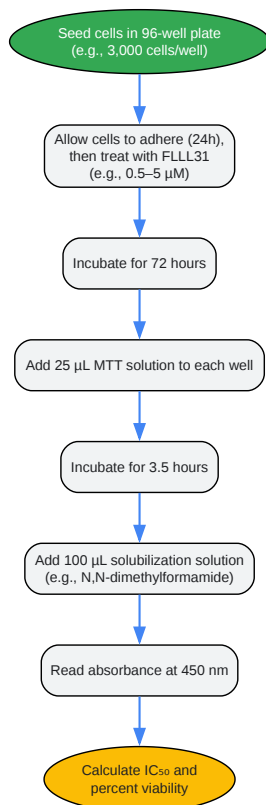 Seed cells in 96-well plate
(e.g., 3,000 cells/well)
Allow cells to adhere (24h),
then treat with FLLL31
(e.g., 0.5–5 µM)
Incubate for 72 hours
Add 25 µL MTT solution to each well
Incubate for 3.5 hours
Add 100 µL solubilization solution
(e.g., N,N-dimethylformamide)
Read absorbance at 450 nm
Calculate IC₅₀ and
percent viability